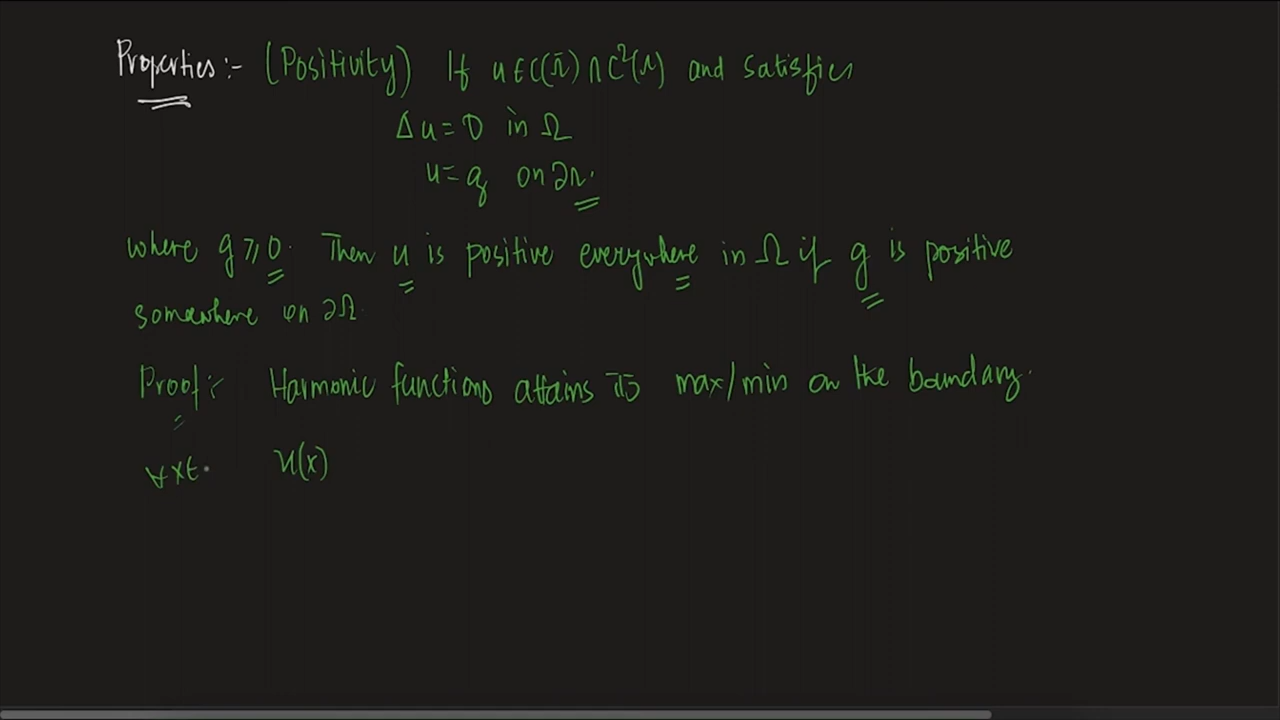 Properties:- (Positivity) If u ∈ C(Ω̄) ∩ C²(Ω) and satisfies
Δu = 0 in Ω
u = g on ∂Ω.
where g ≥ 0. Then u is positive everywhere in Ω if g is positive
somewhere on ∂Ω.
Proof:- Harmonic functions attains its max/min on the boundary.
∀ x ∈ u(x)